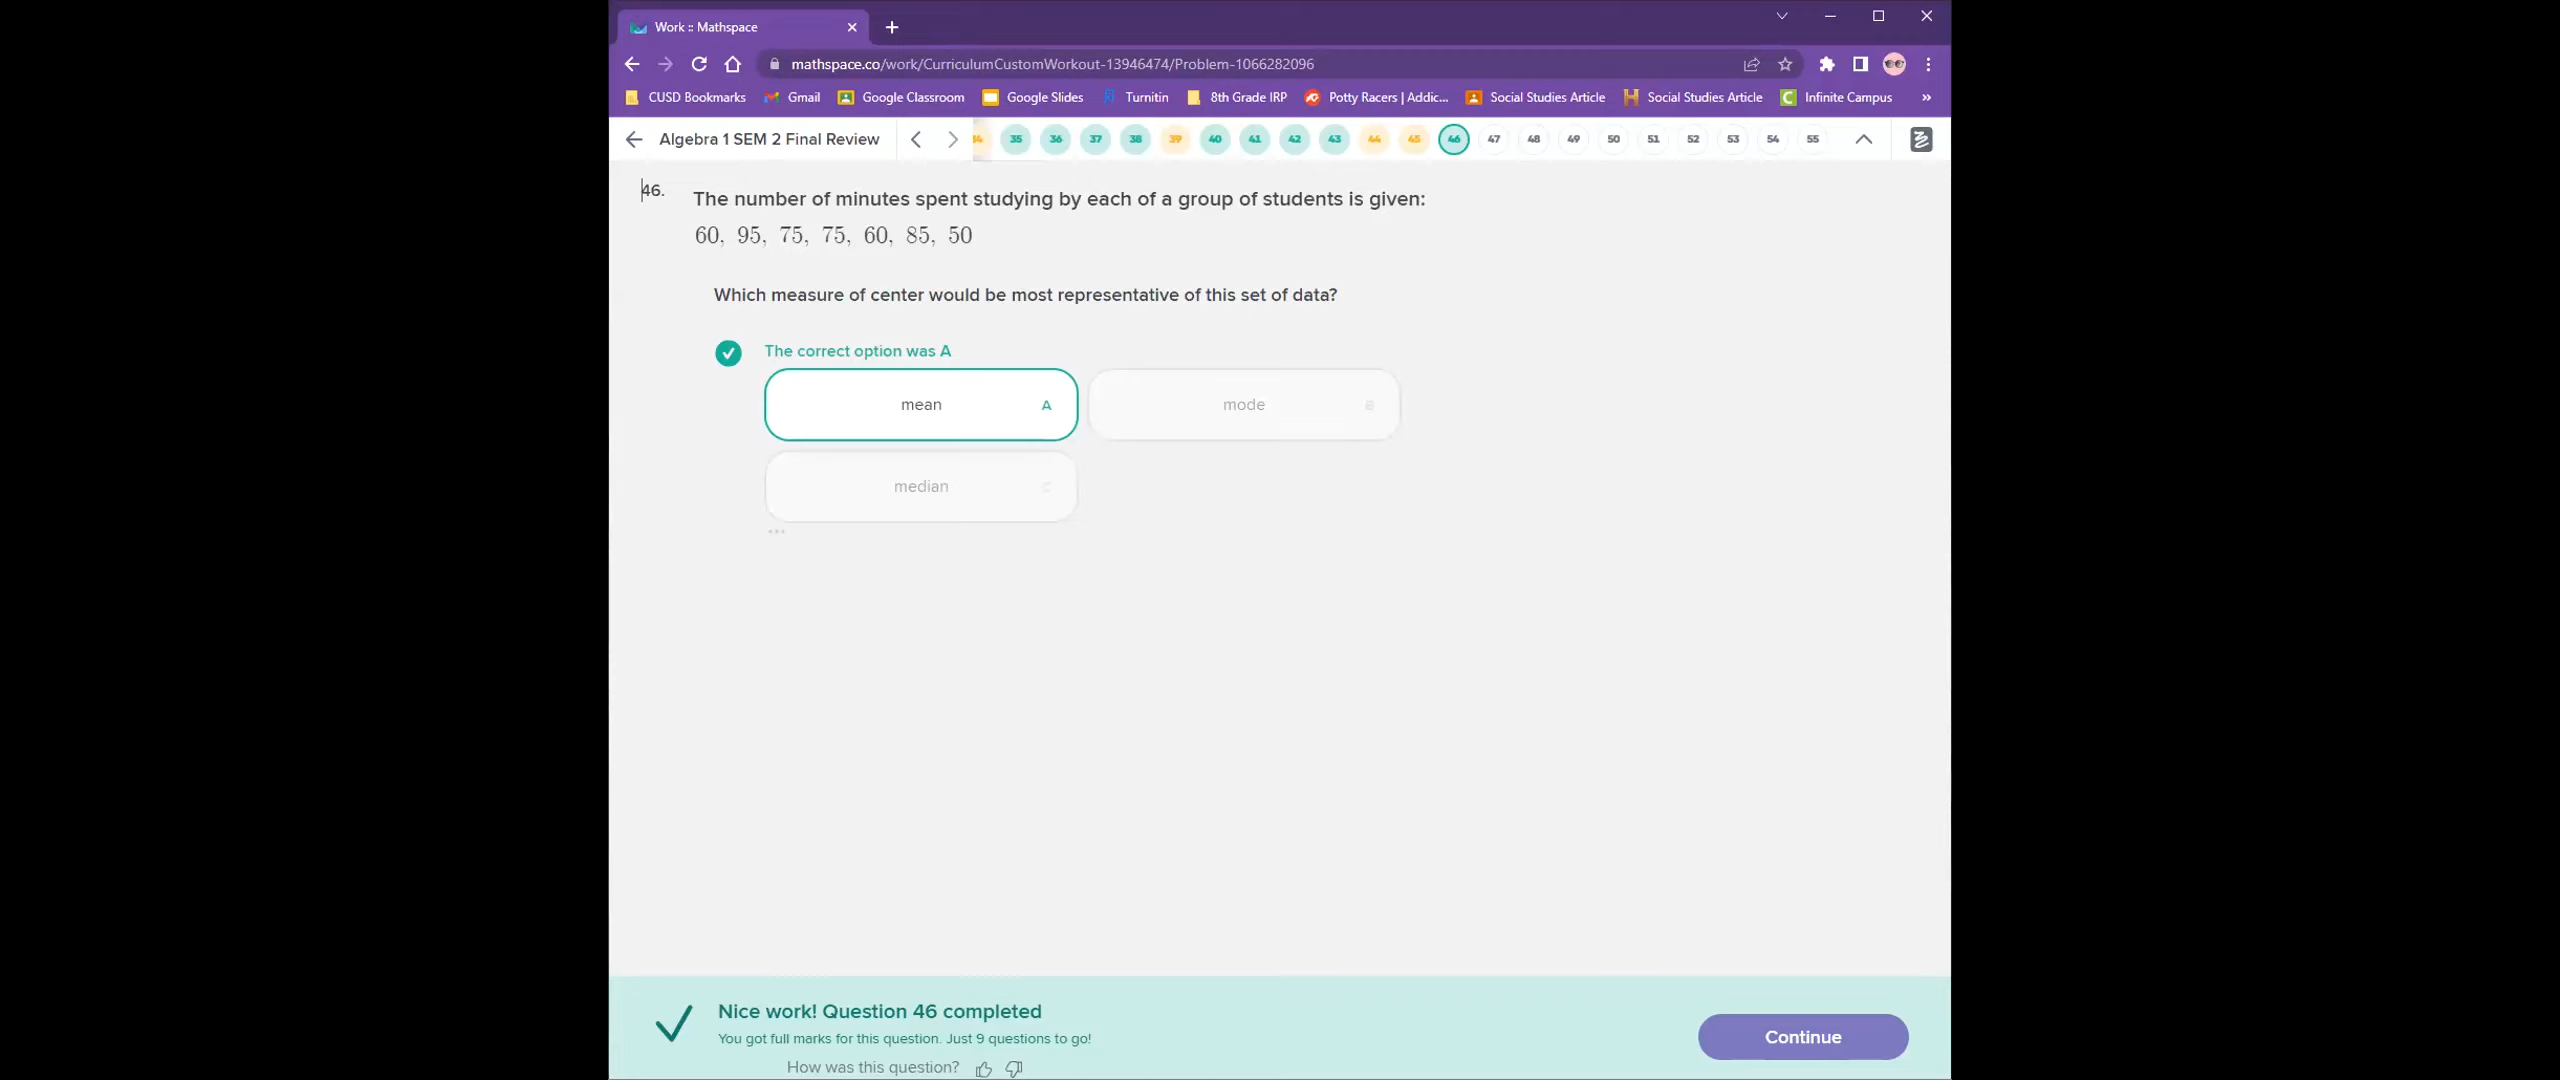 Work :: Mathspace
mathspace.co/work/CurriculumCustomWorkout-13946474/Problem-1066282096
CUSD Bookmarks Gmail Google Classroom Google Slides Turnitin 8th Grade IRP Potty Racers | Addic... Social Studies Article Social Studies Article Infinite Campus »
Algebra 1 SEM 2 Final Review 35 36 37 38 39 40 41 42 43 44 45 46 47 48 49 50 51 52 53 54 55
46. The number of minutes spent studying by each of a group of students is given:
60, 95, 75, 75, 60, 85, 50
Which measure of center would be most representative of this set of data?
The correct option was A
mean A mode B
median C
Nice work! Question 46 completed
You got full marks for this question. Just 9 questions to go!
Continue
How was this question?